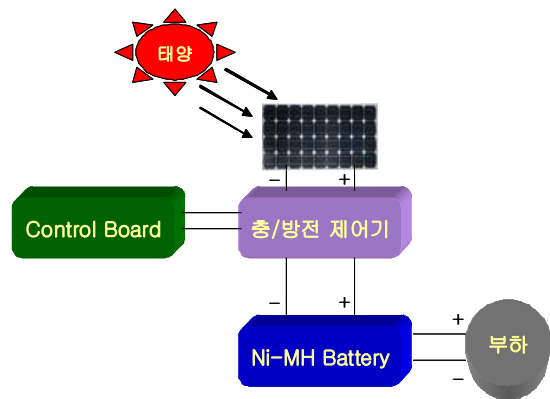 태양
− +
Control Board
충/방전 제어기
− +
+
Ni-MH Battery
부하
−